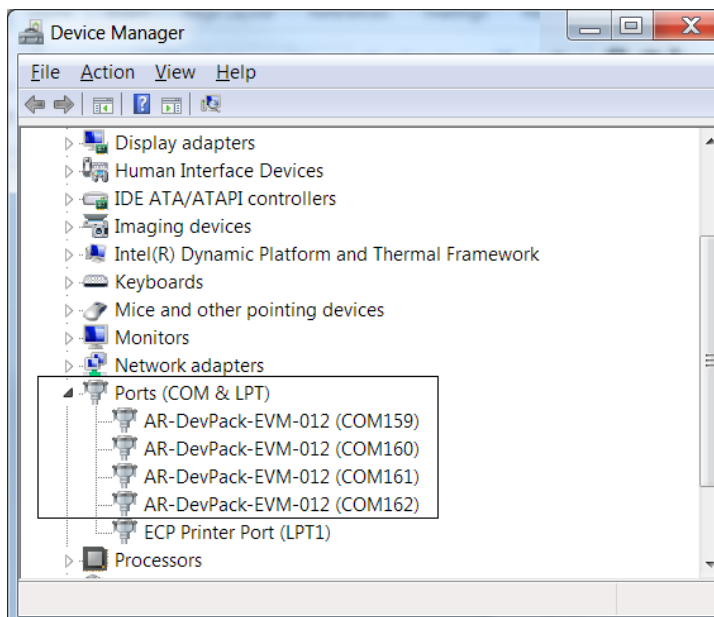 Device Manager
File Action View Help
Display adapters
Human Interface Devices
IDE ATA/ATAPI controllers
Imaging devices
Intel(R) Dynamic Platform and Thermal Framework
Keyboards
Mice and other pointing devices
Monitors
Network adapters
Ports (COM & LPT)
AR-DevPack-EVM-012 (COM159)
AR-DevPack-EVM-012 (COM160)
AR-DevPack-EVM-012 (COM161)
AR-DevPack-EVM-012 (COM162)
ECP Printer Port (LPT1)
Processors